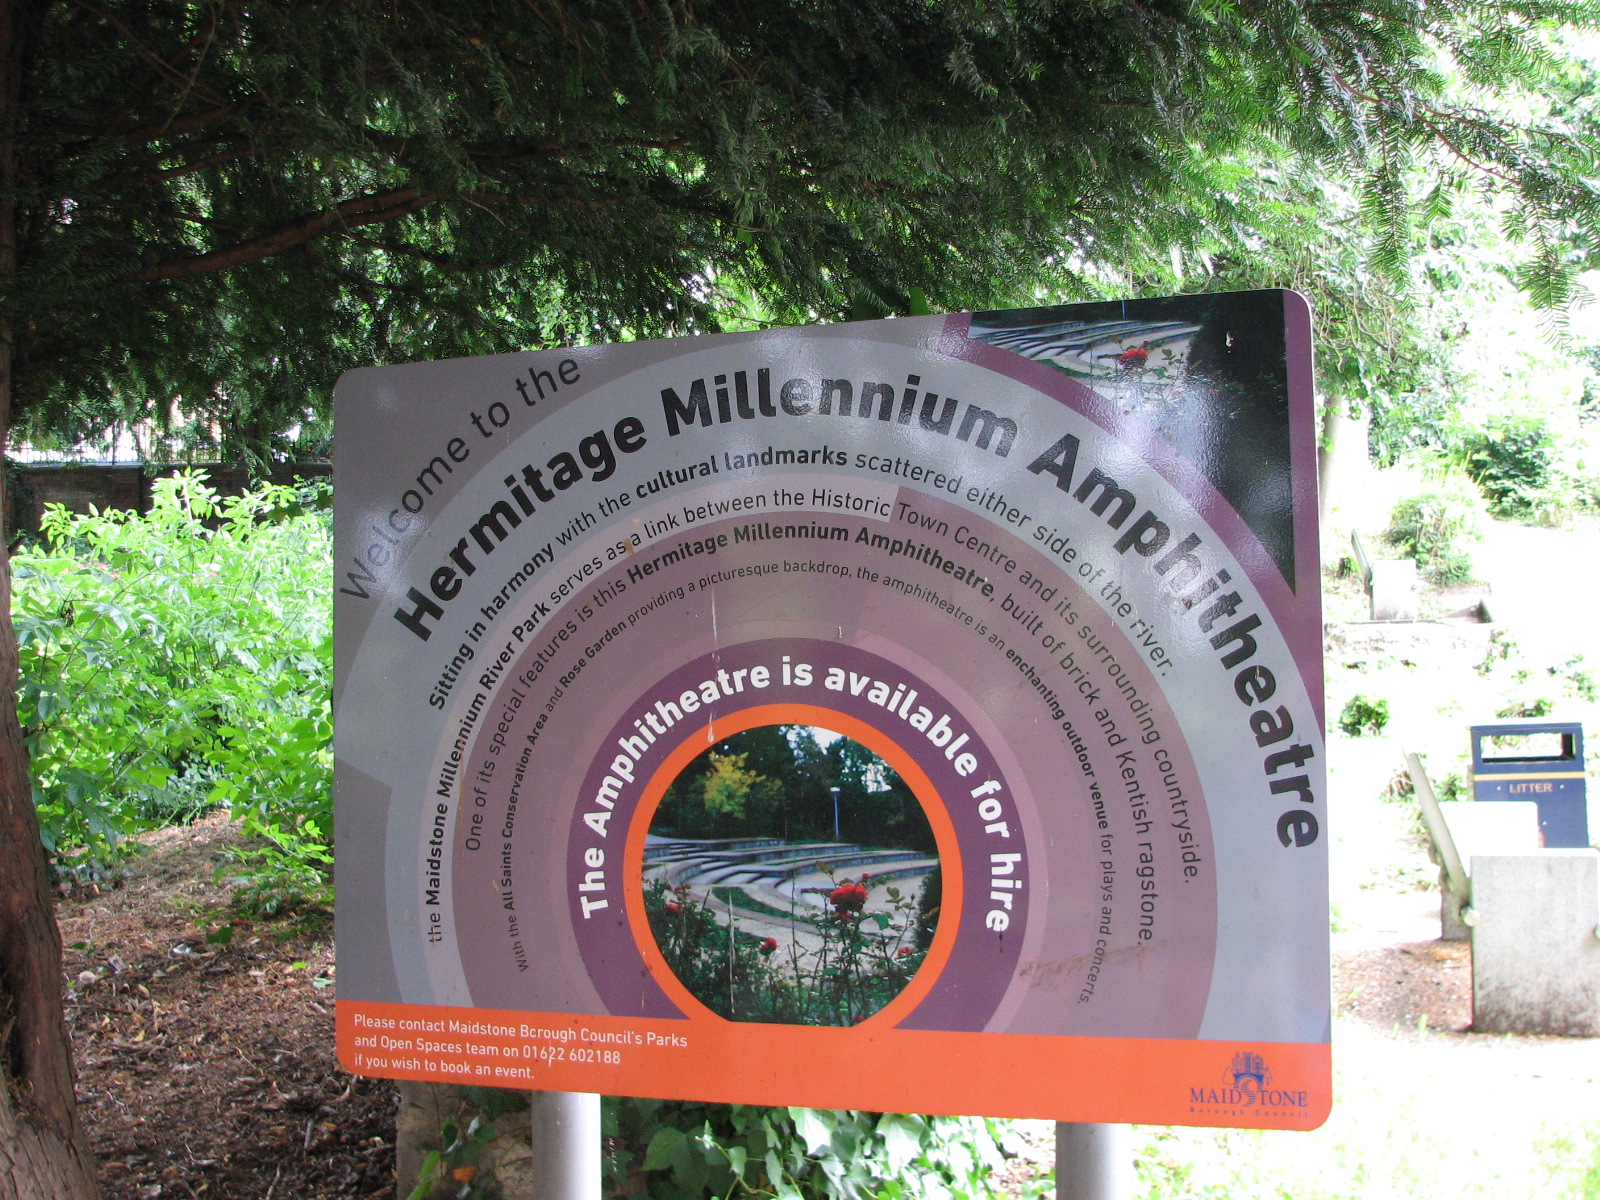 Welcome to the
Hermitage Millennium Amphitheatre
Sitting in harmony with the cultural landmarks scattered either side of the river.
the Maidstone Millennium River Park serves as a link between the Historic Town Centre and its surrounding countryside.
One of its special features is this Hermitage Millennium Amphitheatre, built of brick and Kentish ragstone.
With the All Saints Conservation Area and Rose Garden providing a picturesque backdrop, the amphitheatre is an enchanting outdoor venue for plays and concerts.
The Amphitheatre is available for hire
Please contact Maidstone Borough Council's Parks
and Open Spaces team on 01622 602188
if you wish to book an event.
MAIDSTONE
Borough Council
LITTER